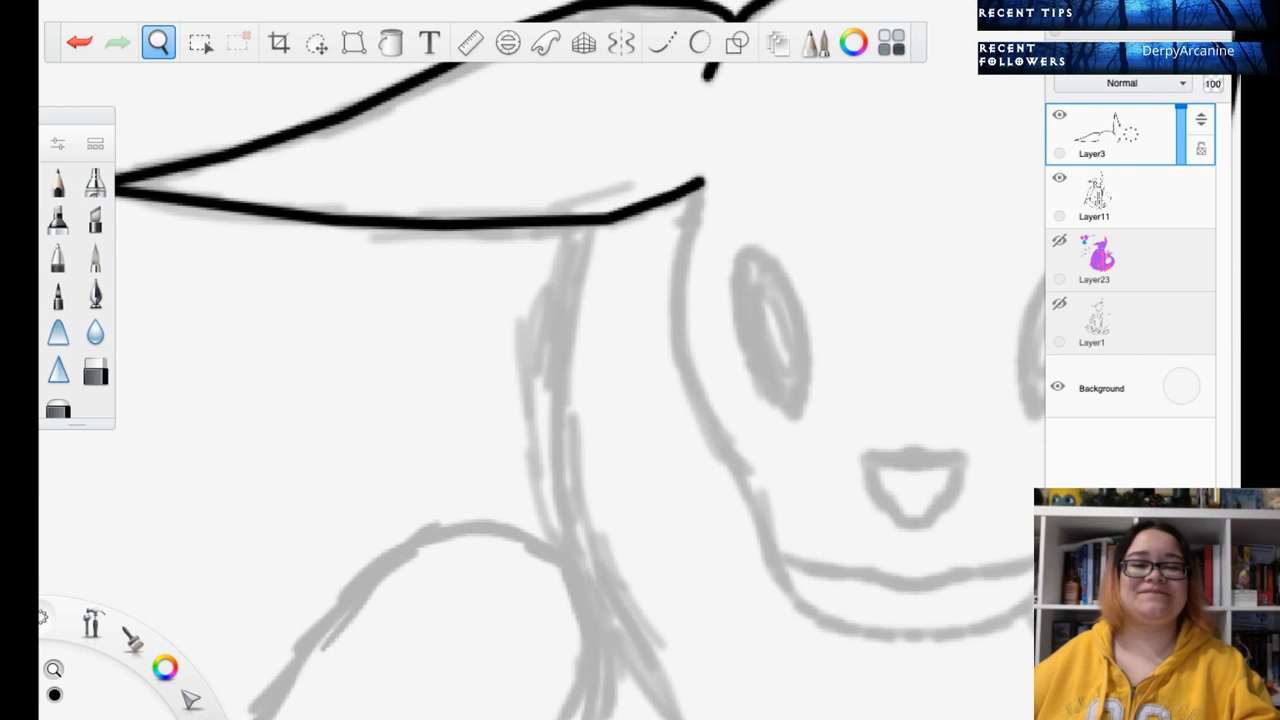 RECENT TIPS
RECENT FOLLOWERS
DerpyArcanine
Normal
100
Layer3
Layer11
Layer23
Layer1
Background